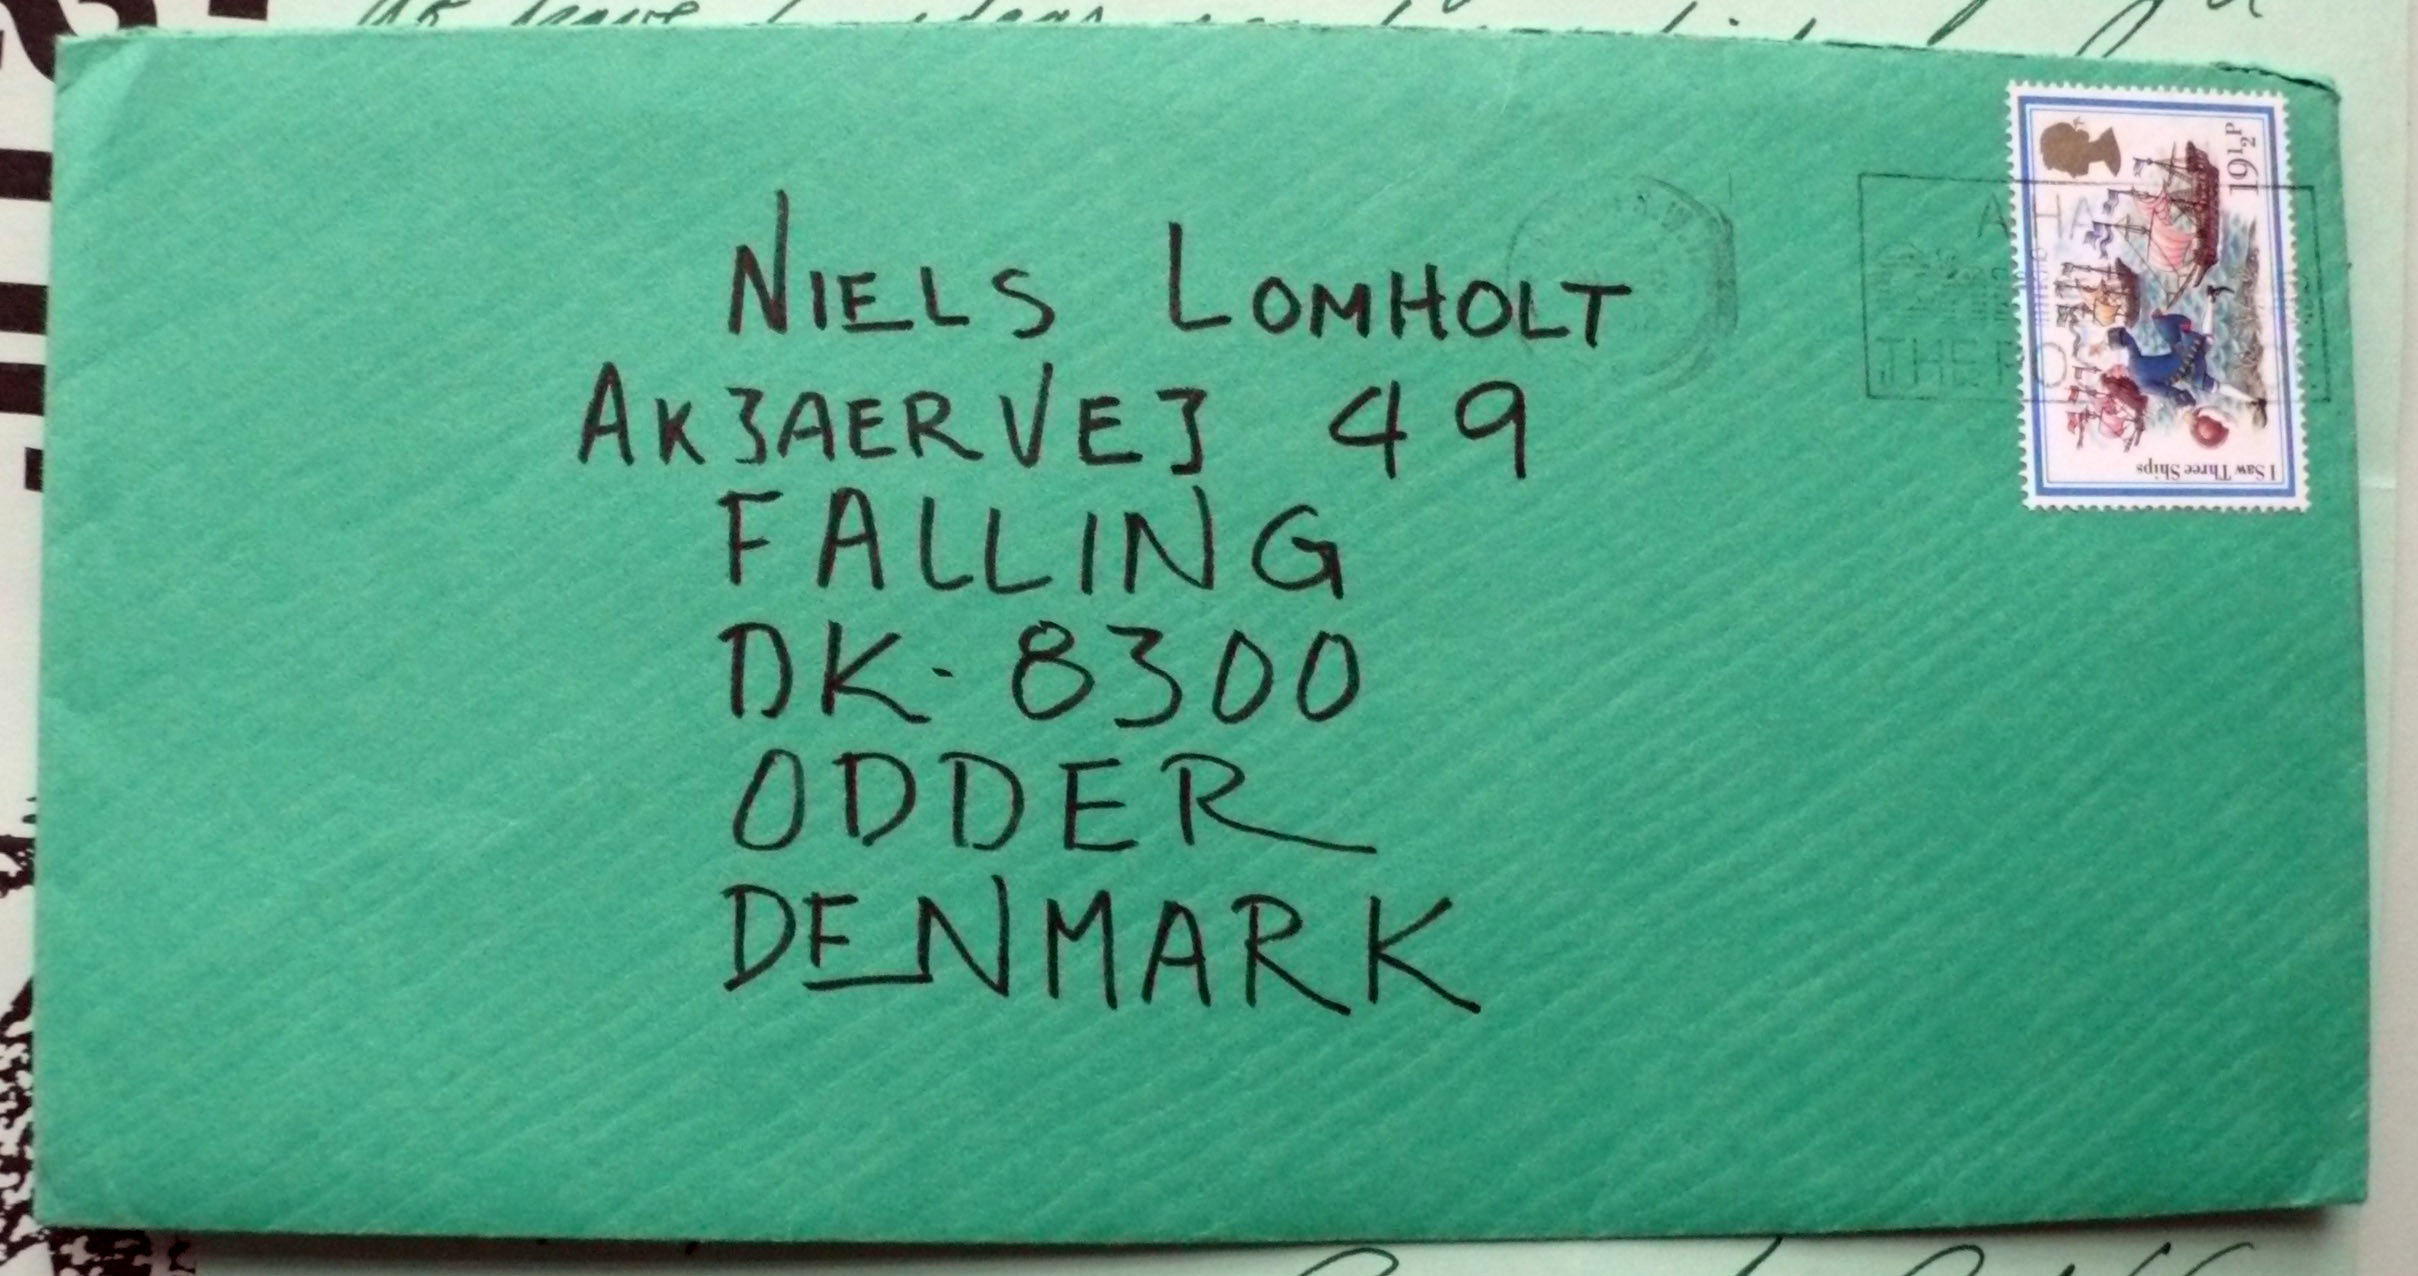 NIELS LOMHOLT
AKJAERVEJ 49
FALLING
DK-8300
ODDER
DENMARK
19½P
I Saw Three Ships